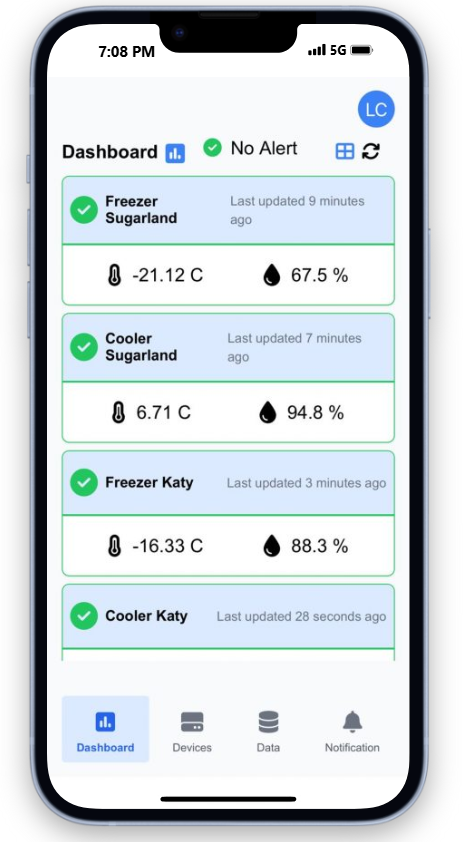 7:08 PM
5G
LC
Dashboard
No Alert
Freezer
Sugarland
Last updated 9 minutes
ago
-21.12 C
67.5 %
Cooler
Sugarland
Last updated 7 minutes
ago
6.71 C
94.8 %
Freezer Katy
Last updated 3 minutes ago
-16.33 C
88.3 %
Cooler Katy
Last updated 28 seconds ago
Dashboard
Devices
Data
Notification